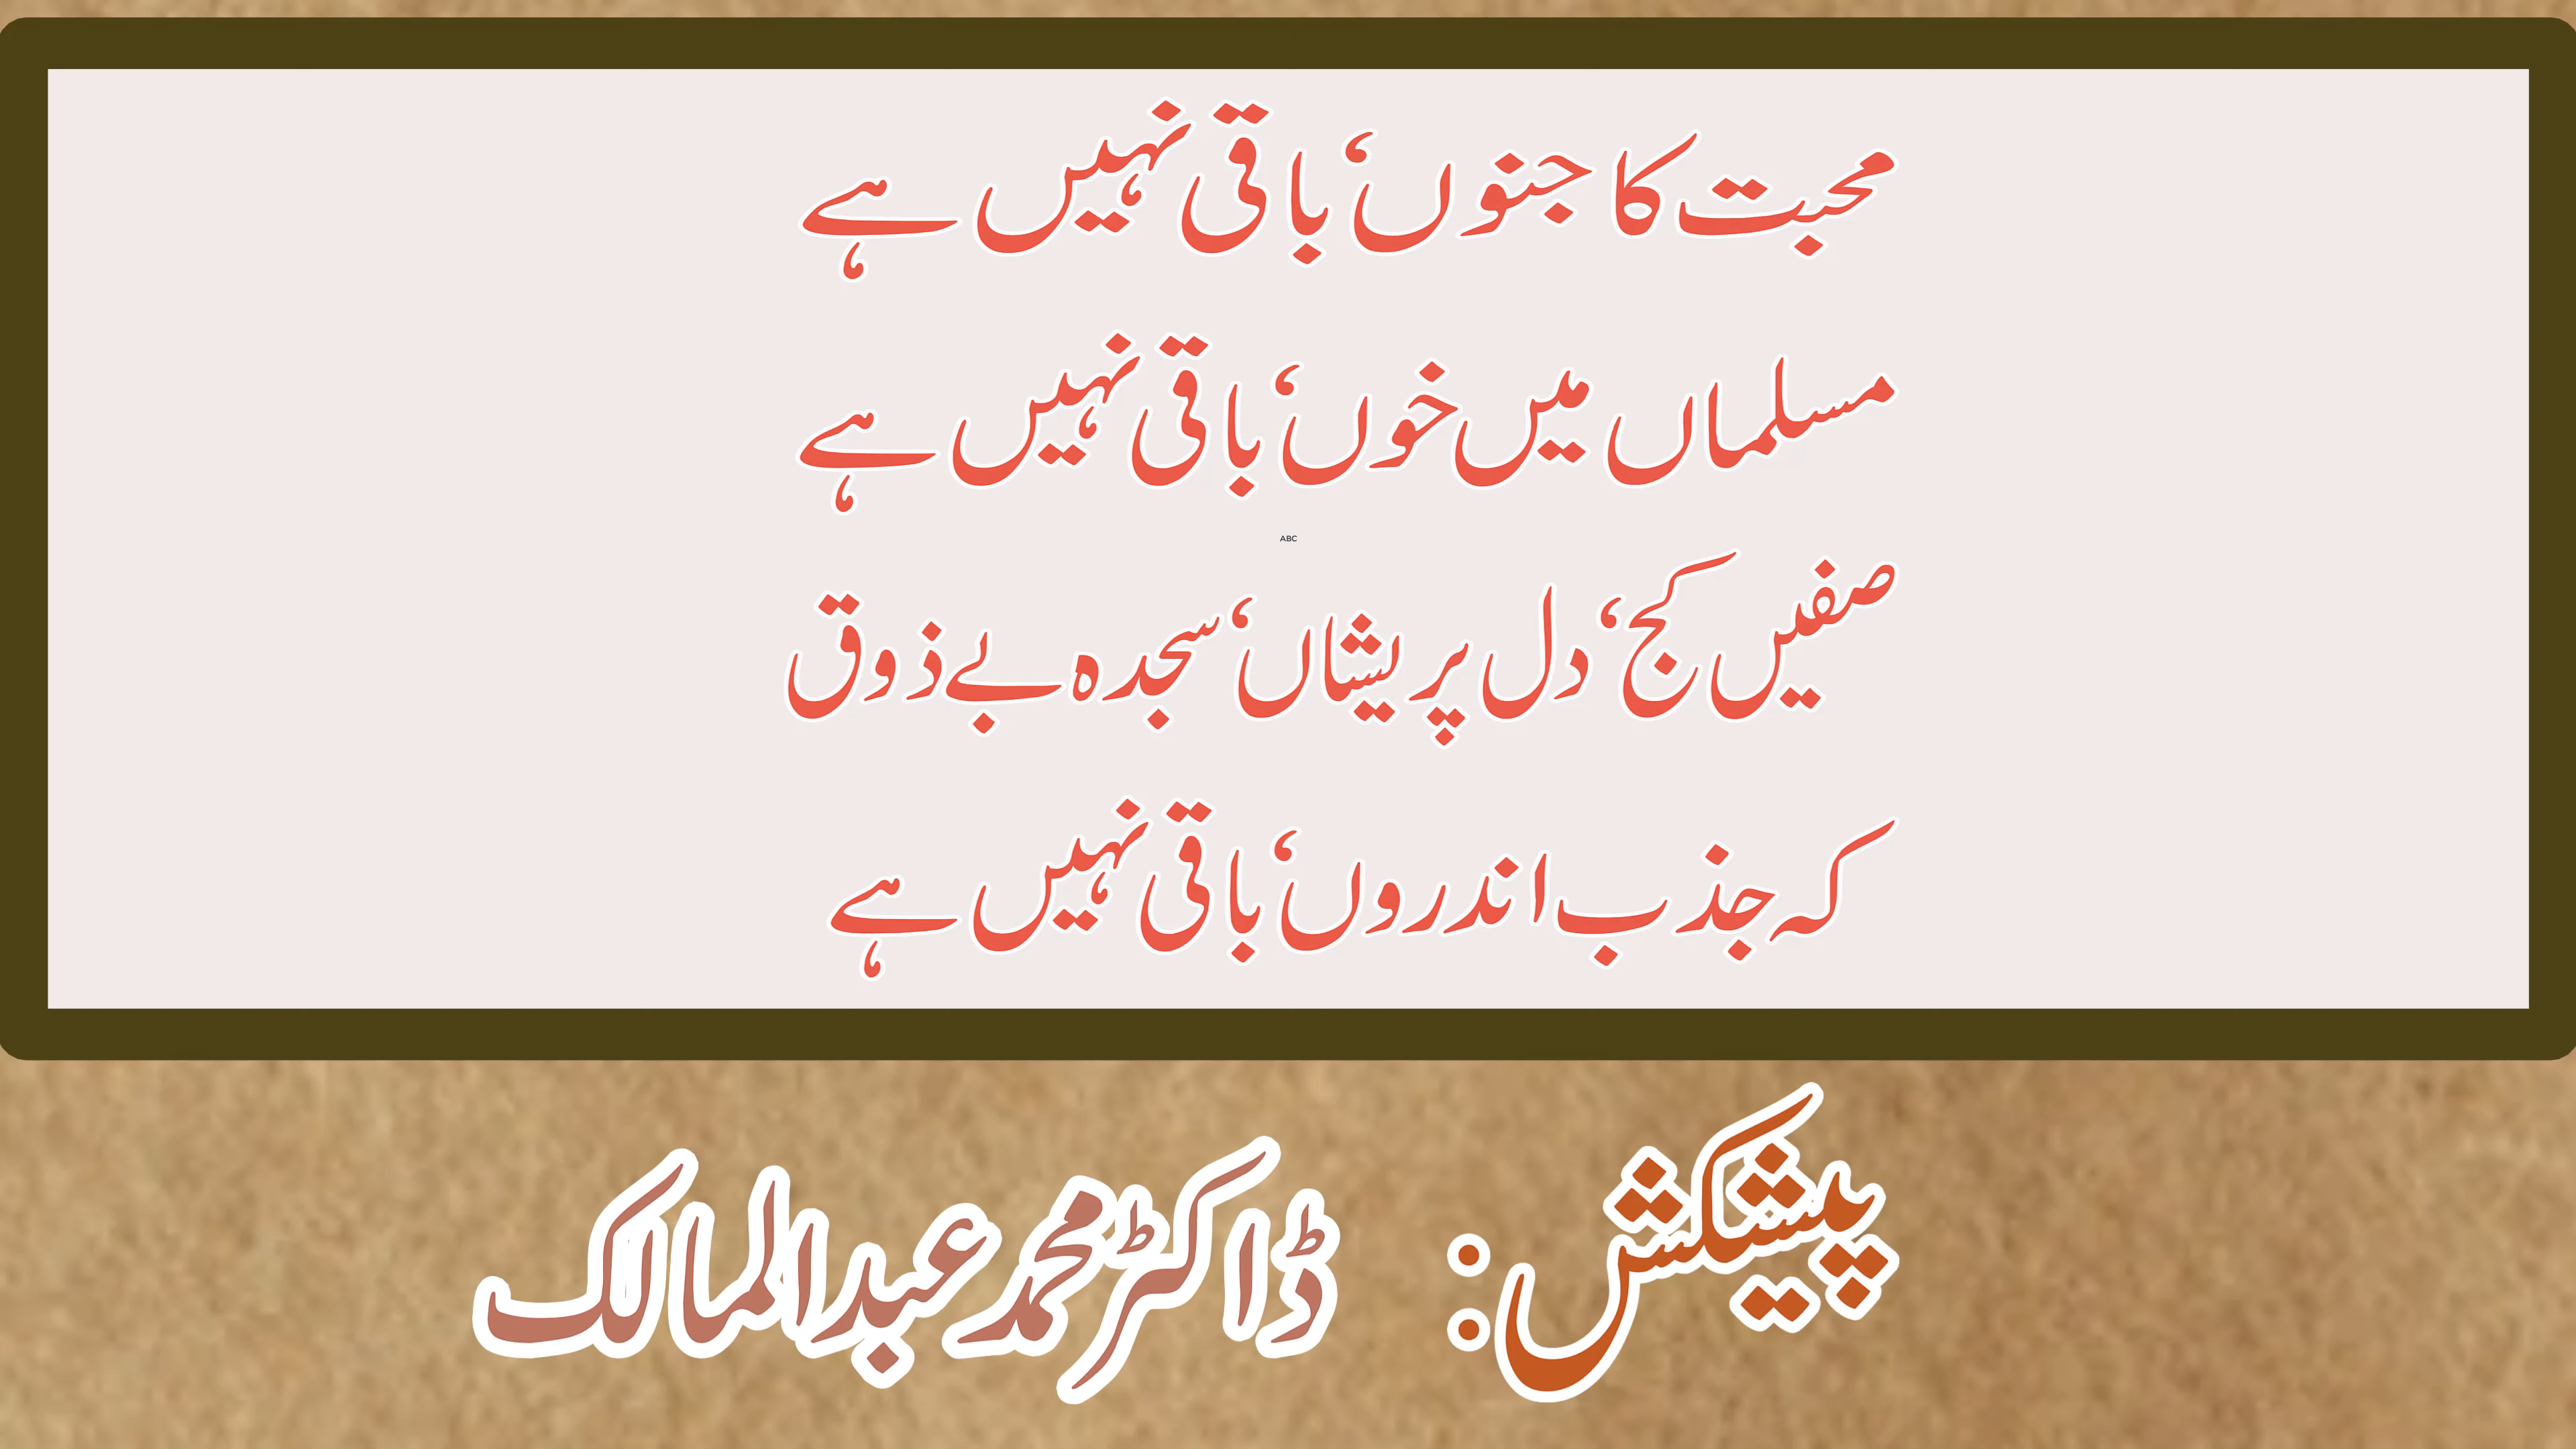 محبت کا جنوں، باقی نہیں ہے
مسلماں میں خوں، باقی نہیں ہے
ABC
صفیں کج، دل پریشاں، سجدہ بے ذوق
کہ جذب اندروں، باقی نہیں ہے
پیشکش: ڈاکٹر محمد عبدالمالک